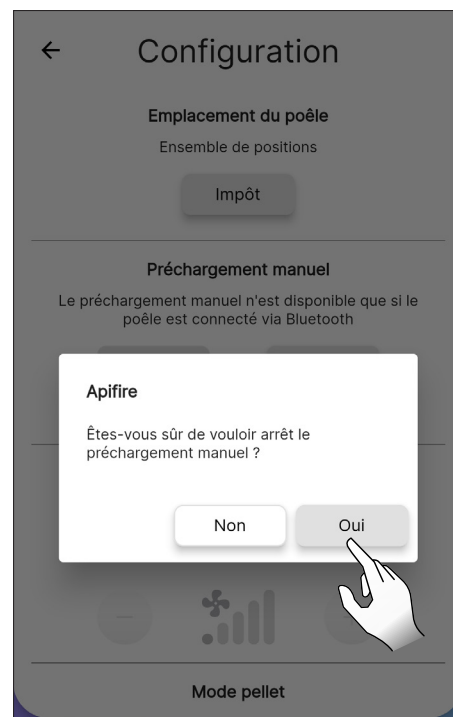 Configuration
Emplacement du poêle
Ensemble de positions
Impôt
Préchargement manuel
Le préchargement manuel n'est disponible que si le
poêle est connecté via Bluetooth
Apifire
Êtes-vous sûr de vouloir arrêt le
préchargement manuel ?
Non
Oui
Mode pellet